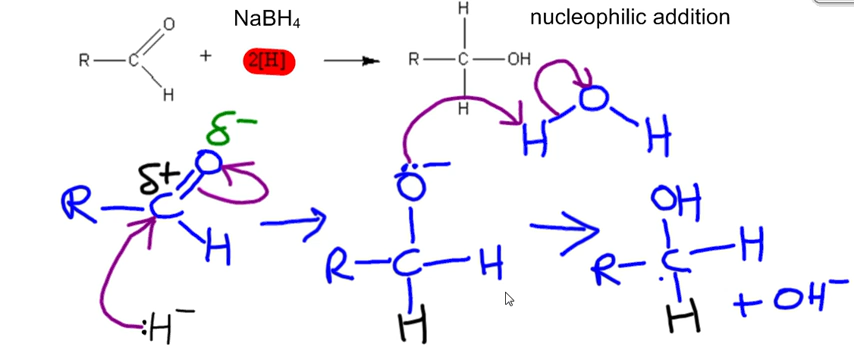 H
O NaBH₄ nucleophilic addition
R—C + 2[H] → R—C—OH
H H
δ− O
δ+ O H H
R—C O⁻ OH
H → R—C—H → R—C—H
:H⁻ H H + OH⁻